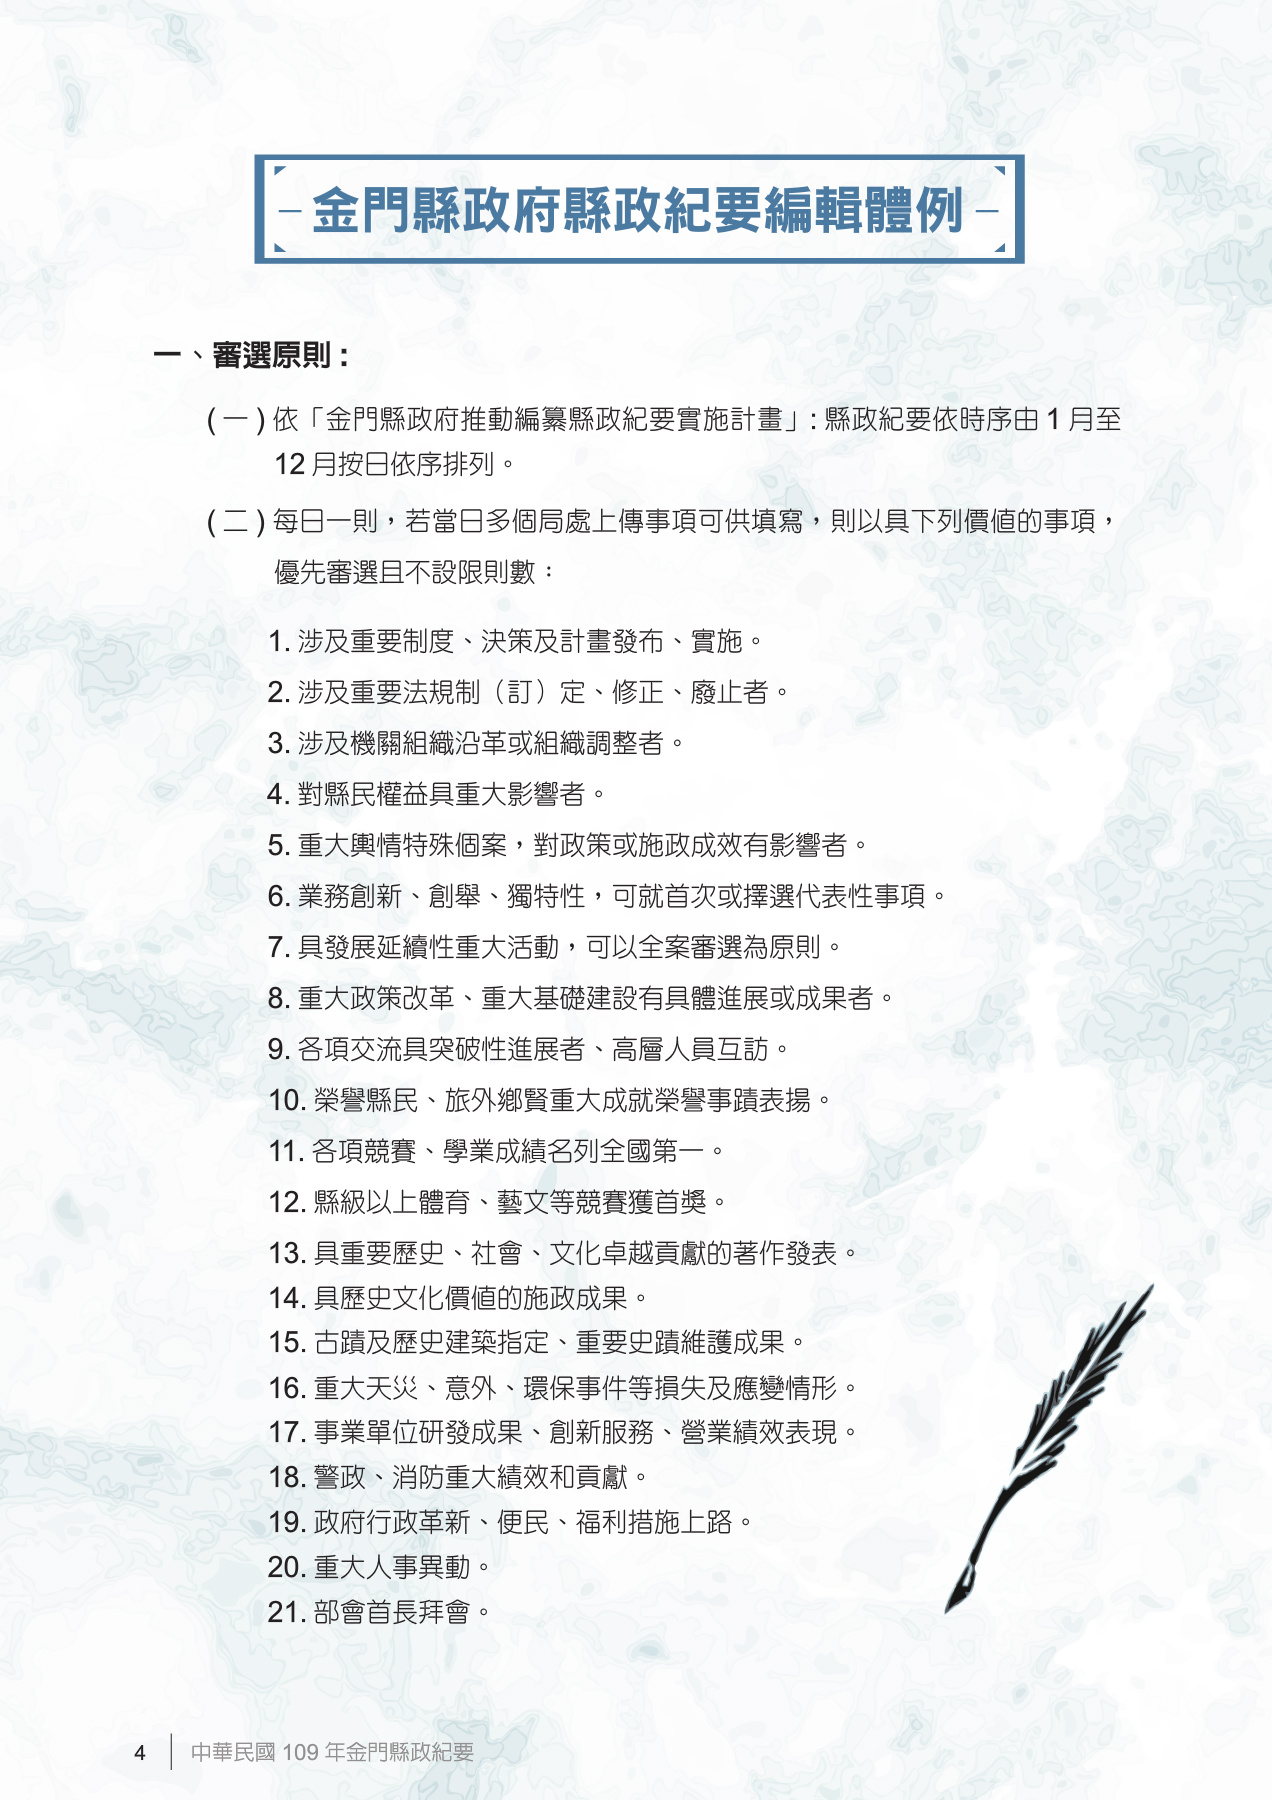 金門縣政府縣政紀要編輯體例
一、審選原則:
(一)依「金門縣政府推動編纂縣政紀要實施計畫」:縣政紀要依時序由1月至
12月按日依序排列。
(二)每日一則,若當日多個局處上傳事項可供填寫,則以具下列價值的事項,
優先審選且不設限則數:
1. 涉及重要制度、決策及計畫發布、實施。
2. 涉及重要法規制(訂)定、修正、廢止者。
3. 涉及機關組織沿革或組織調整者。
4. 對縣民權益具重大影響者。
5. 重大輿情特殊個案,對政策或施政成效有影響者。
6. 業務創新、創舉、獨特性,可就首次或擇選代表性事項。
7. 具發展延續性重大活動,可以全案審選為原則。
8. 重大政策改革、重大基礎建設有具體進展或成果者。
9. 各項交流具突破性進展者、高層人員互訪。
10. 榮譽縣民、旅外鄉賢重大成就榮譽事蹟表揚。
11. 各項競賽、學業成績名列全國第一。
12. 縣級以上體育、藝文等競賽獲首獎。
13. 具重要歷史、社會、文化卓越貢獻的著作發表。
14. 具歷史文化價值的施政成果。
15. 古蹟及歷史建築指定、重要史蹟維護成果。
16. 重大天災、意外、環保事件等損失及應變情形。
17. 事業單位研發成果、創新服務、營業績效表現。
18. 警政、消防重大績效和貢獻。
19. 政府行政革新、便民、福利措施上路。
20. 重大人事異動。
21. 部會首長拜會。
4 中華民國 109 年金門縣政紀要